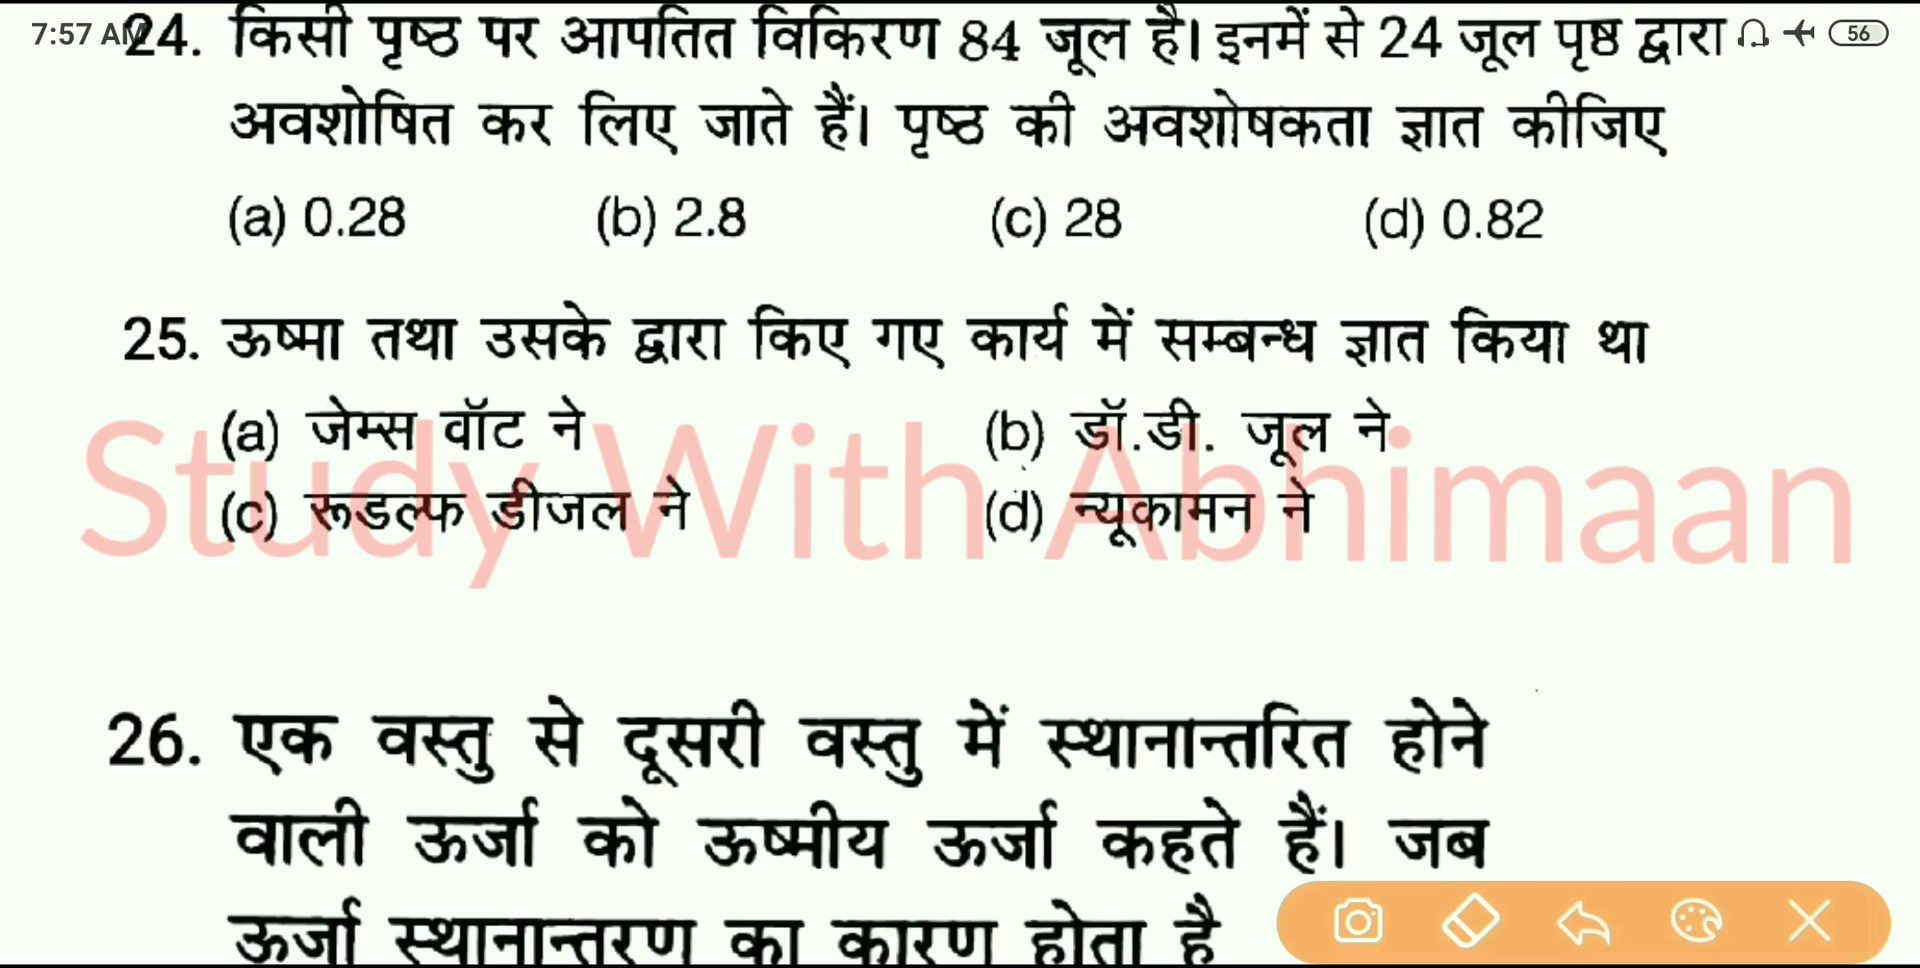 7:57 AM
56
24. किसी पृष्ठ पर आपतित विकिरण 84 जूल है। इनमें से 24 जूल पृष्ठ द्वारा
अवशोषित कर लिए जाते हैं। पृष्ठ की अवशोषकता ज्ञात कीजिए
(a) 0.28 (b) 2.8 (c) 28 (d) 0.82
25. ऊष्मा तथा उसके द्वारा किए गए कार्य में सम्बन्ध ज्ञात किया था
(a) जेम्स वॉट ने (b) डॉ.डी. जूल ने
Study With Abhimaan
(c) रूडल्फ डीजल ने (d) न्यूकामन ने
26. एक वस्तु से दूसरी वस्तु में स्थानान्तरित होने
वाली ऊर्जा को ऊष्मीय ऊर्जा कहते हैं। जब
ऊर्जा स्थानान्तरण का कारण होता है